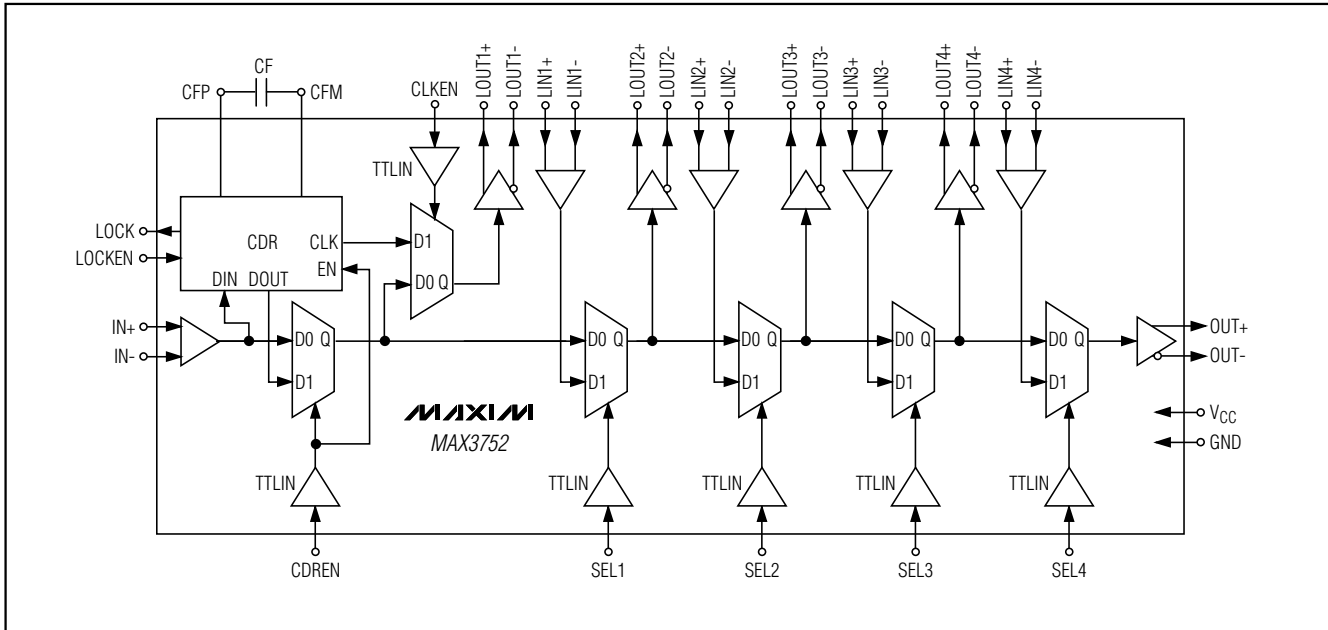 CF
CFP
CFM
CLKEN
LOUT1+
LOUT1-
LIN1+
LIN1-
LOUT2+
LOUT2-
LIN2+
LIN2-
LOUT3+
LOUT3-
LIN3+
LIN3-
LOUT4+
LOUT4-
LIN4+
LIN4-
TTLIN
LOCK
LOCKEN
CDR
CLK
EN
DIN DOUT
D1
D0 Q
IN+
IN-
D0 Q
D1
D0 Q
D1
D0 Q
D1
D0 Q
D1
D0 Q
D1
OUT+
OUT-
VCC
GND
MAXIM
MAX3752
TTLIN
TTLIN
TTLIN
TTLIN
TTLIN
CDREN
SEL1
SEL2
SEL3
SEL4